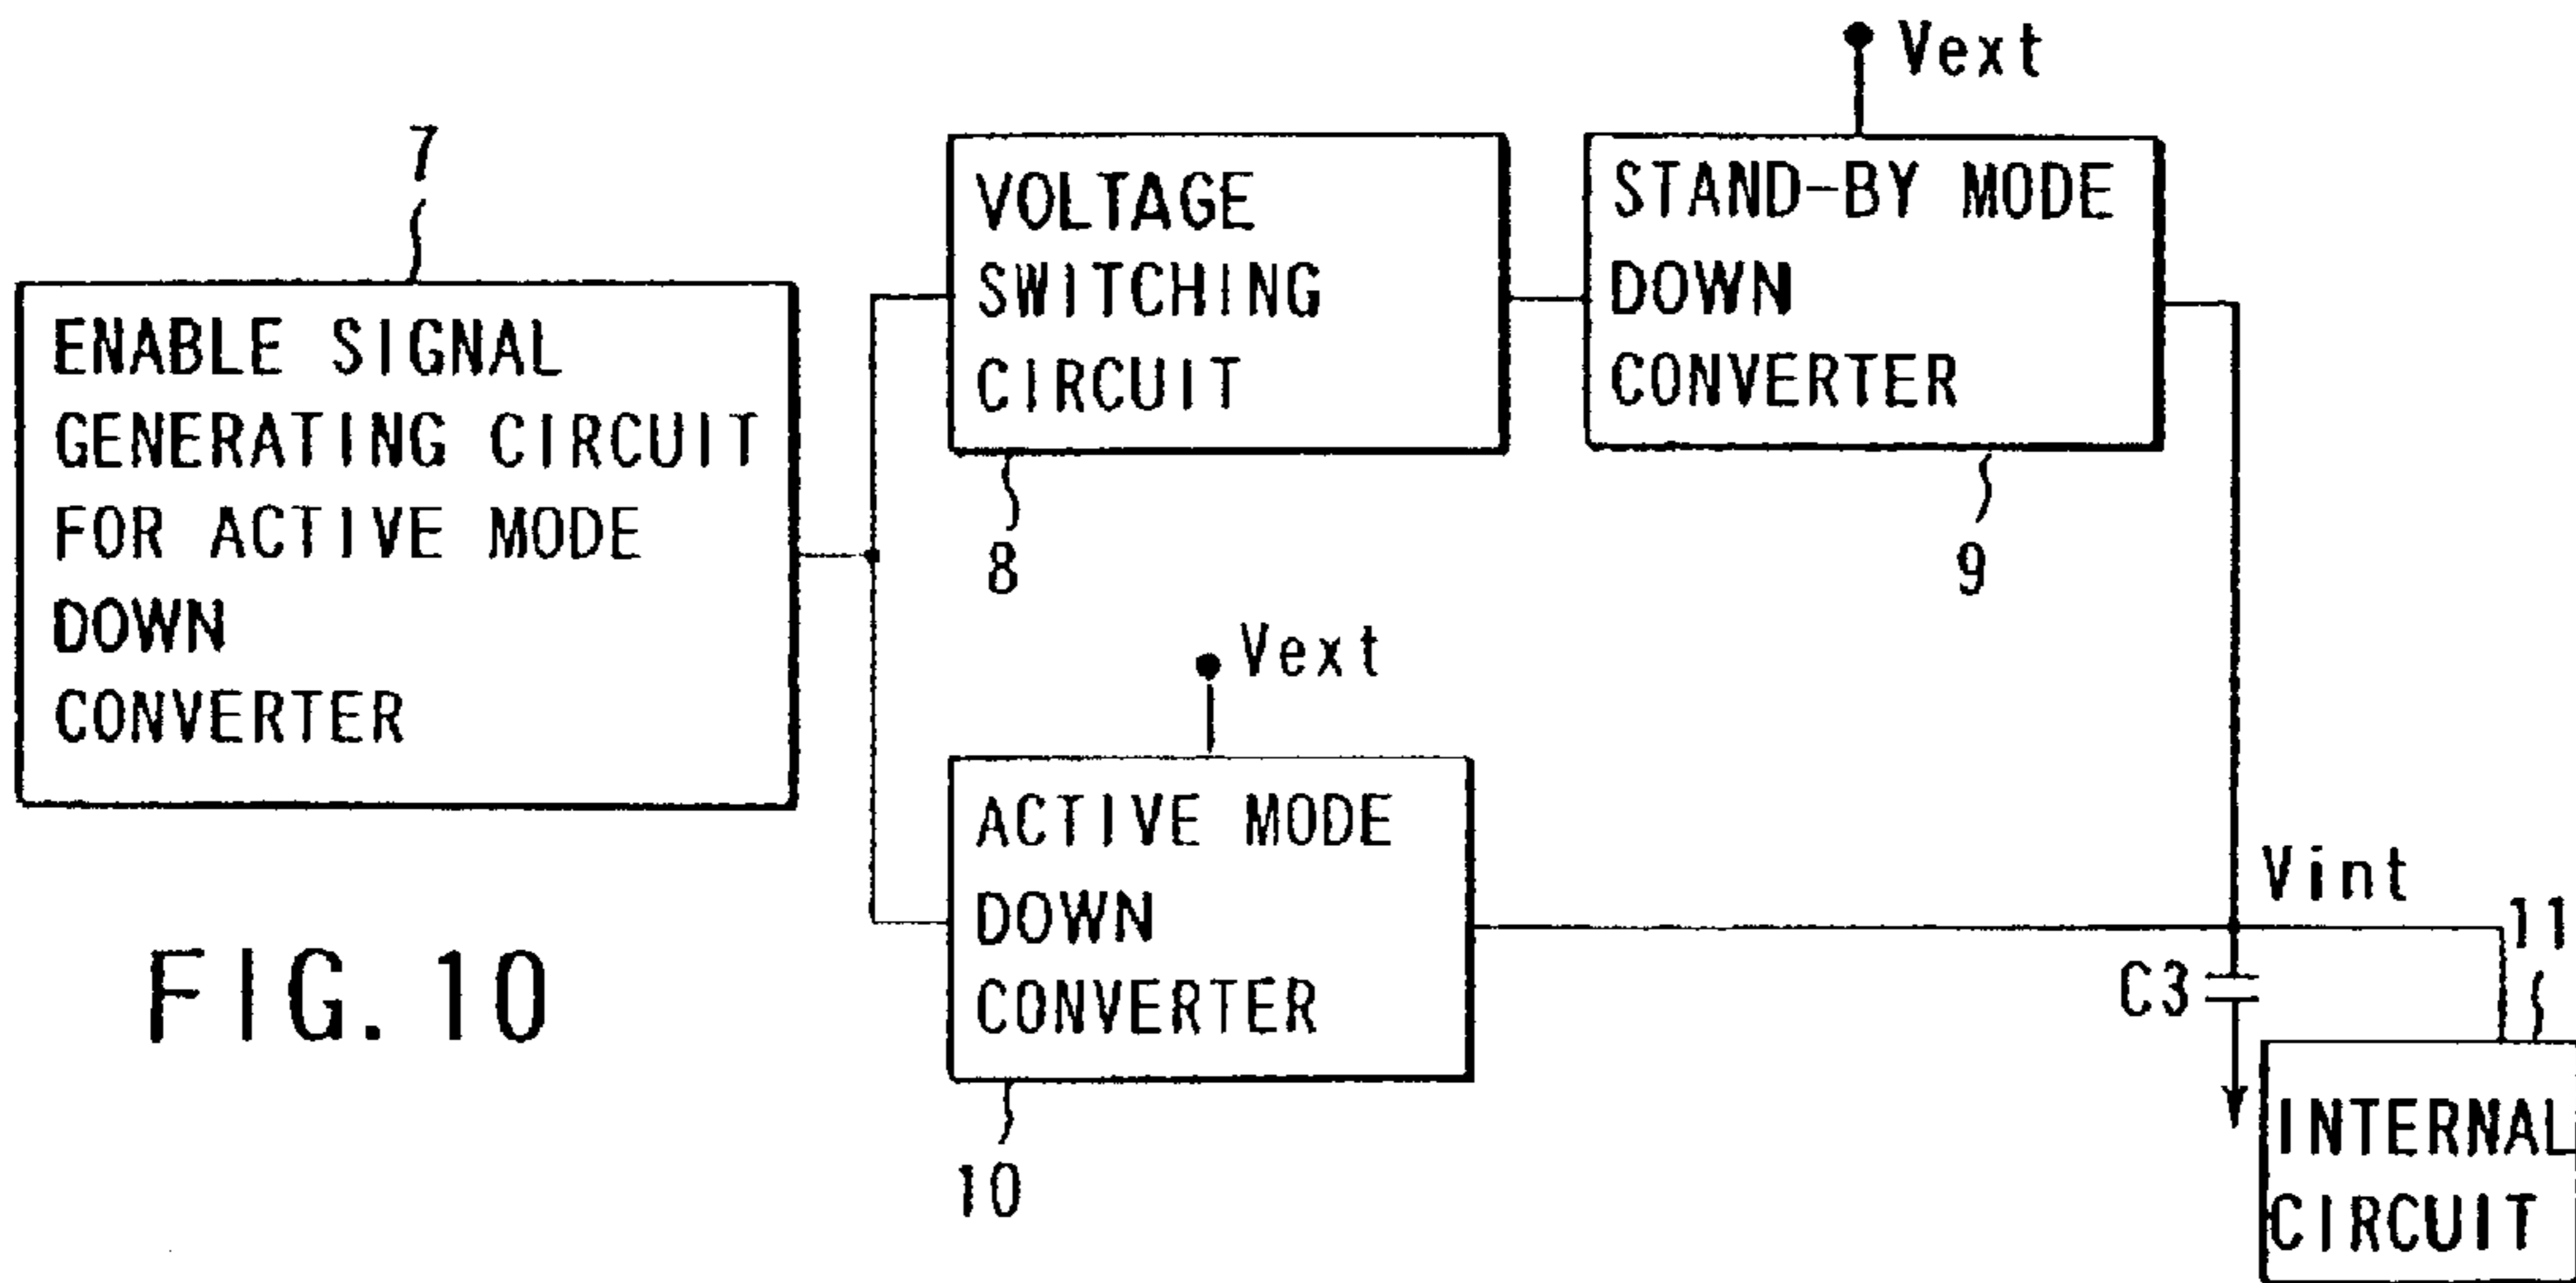 7
ENABLE SIGNAL
GENERATING CIRCUIT
FOR ACTIVE MODE
DOWN
CONVERTER
VOLTAGE
SWITCHING
CIRCUIT
8
Vext
STAND-BY MODE
DOWN
CONVERTER
9
Vext
ACTIVE MODE
DOWN
CONVERTER
10
Vint
C3
11
INTERNAL
CIRCUIT
FIG. 10